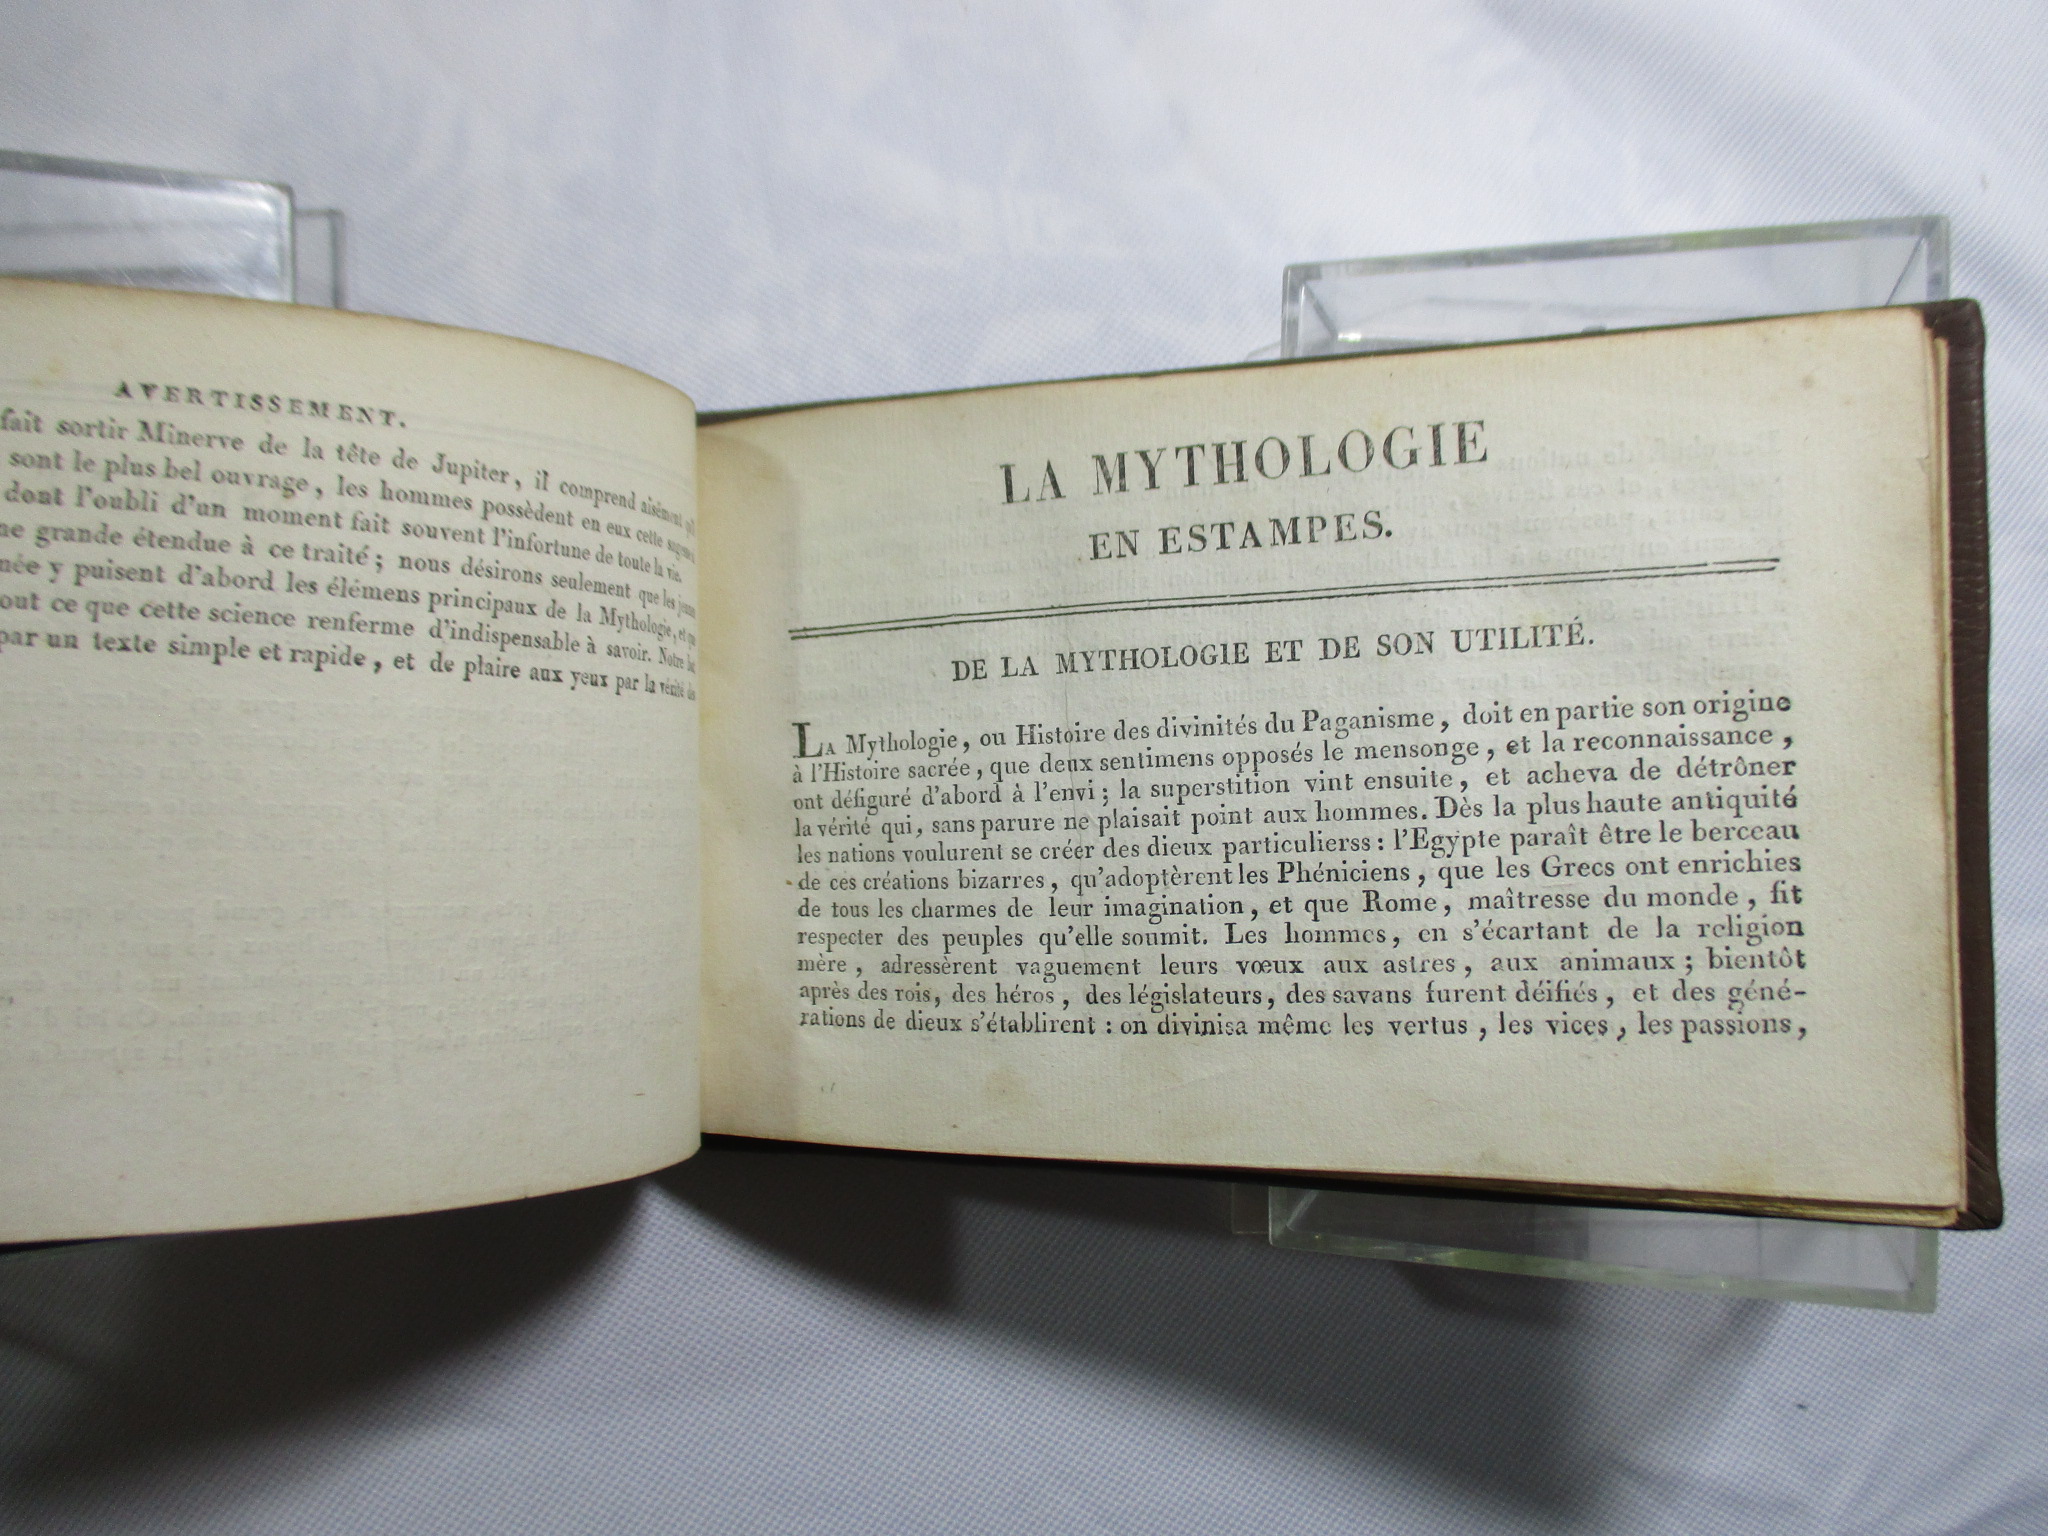 AVERTISSEMENT.
fait sortir Minerve de la tête de Jupiter, il comprend aisément
sont le plus bel ouvrage, les hommes possèdent en eux cette
dont l'oubli d'un moment fait souvent l'infortune de toute la vie.
grande étendue à ce traité; nous désirons seulement que les
y puisent d'abord les élémens principaux de la Mythologie, et
out ce que cette science renferme d'indispensable à savoir. Notre but
par un texte simple et rapide, et de plaire aux yeux par la vérité
LA MYTHOLOGIE
EN ESTAMPES.
DE LA MYTHOLOGIE ET DE SON UTILITÉ.
LA Mythologie, ou Histoire des divinités du Paganisme, doit en partie son origine
à l'Histoire sacrée, que deux sentimens opposés le mensonge, et la reconnaissance,
ont défiguré d'abord à l'envi; la superstition vint ensuite, et acheva de détrôner
la vérité qui, sans parure ne plaisait point aux hommes. Dès la plus haute antiquité
les nations voulurent se créer des dieux particulierss: l'Egypte paraît être le berceau
de ces créations bizarres, qu'adoptèrent les Phéniciens, que les Grecs ont enrichies
de tous les charmes de leur imagination, et que Rome, maîtresse du monde, fit
respecter des peuples qu'elle soumit. Les hommes, en s'écartant de la religion
mère, adressèrent vaguement leurs vœux aux astres, aux animaux; bientôt
après des rois, des héros, des législateurs, des savans furent déifiés, et des géné-
rations de dieux s'établirent: on divinisa même les vertus, les vices, les passions,